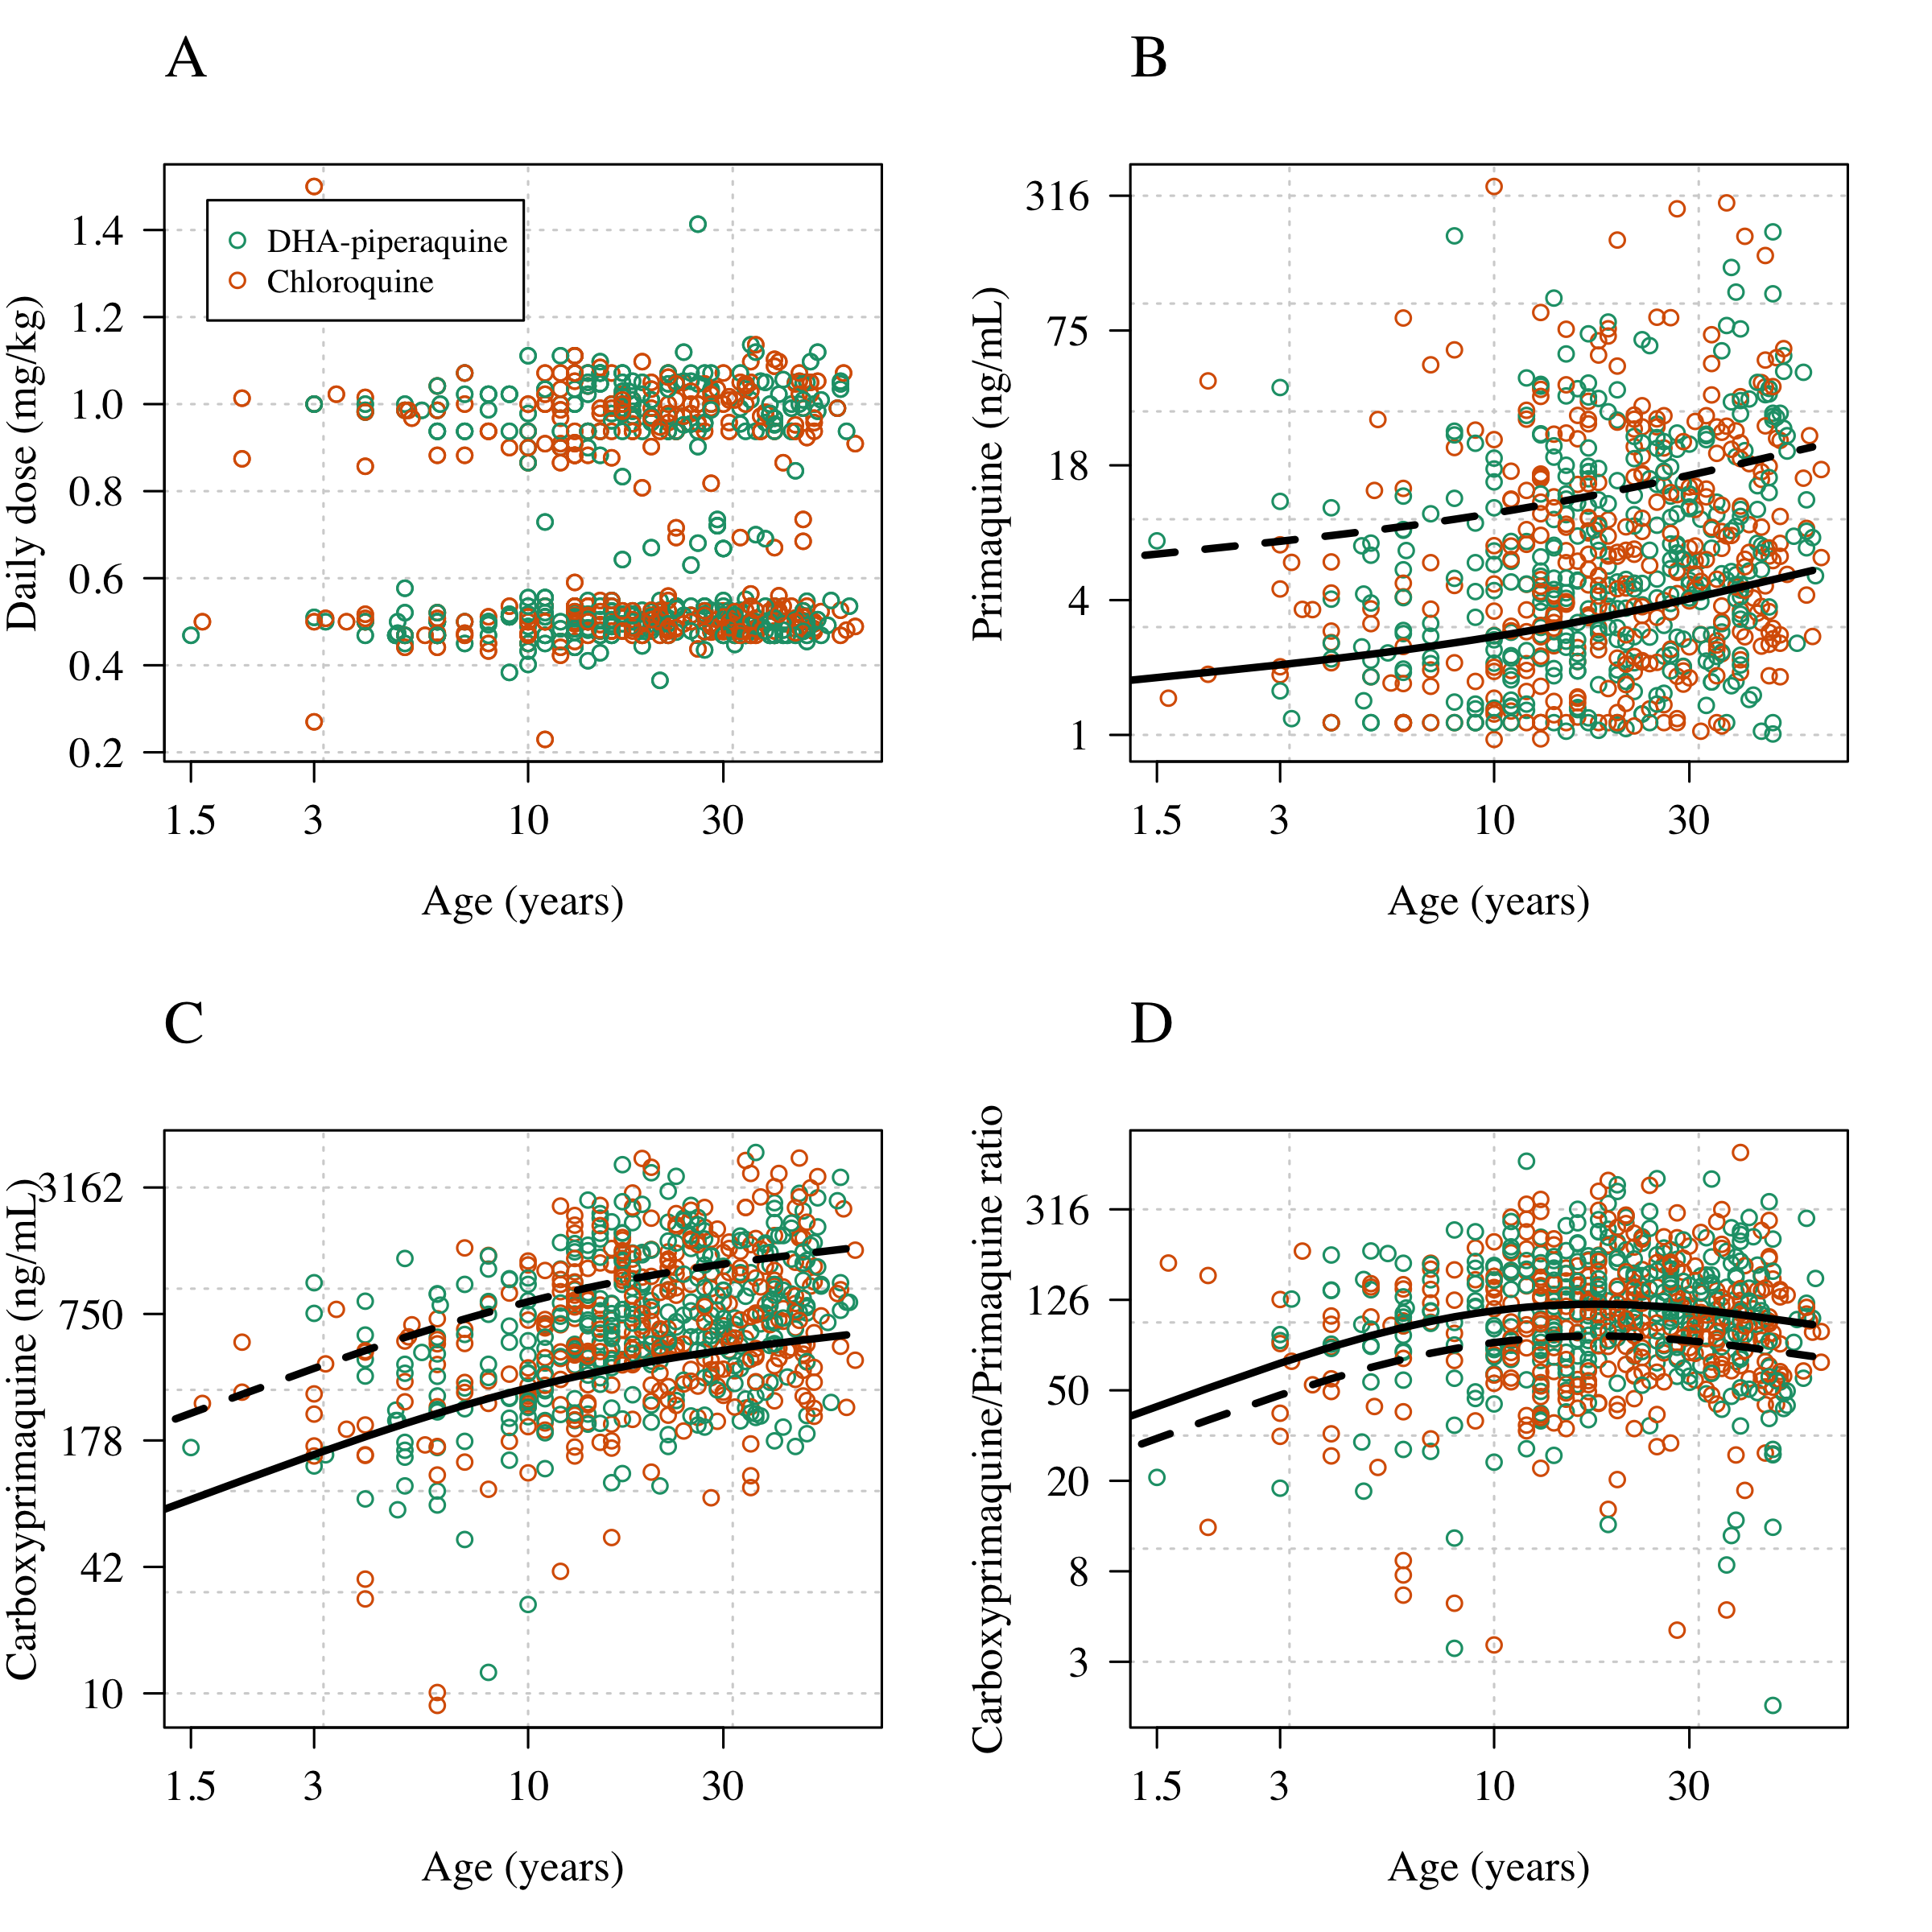 A
Daily dose (mg/kg)
1.4
1.2
1.0
0.8
0.6
0.4
0.2
DHA-piperaquine
Chloroquine
1.5 3 10 30
Age (years)
B
Primaquine (ng/mL)
316
75
18
4
1
1.5 3 10 30
Age (years)
C
Carboxyprimaquine (ng/mL)
3162
750
178
42
10
1.5 3 10 30
Age (years)
D
Carboxyprimaquine/Primaquine ratio
316
126
50
20
8
3
1.5 3 10 30
Age (years)